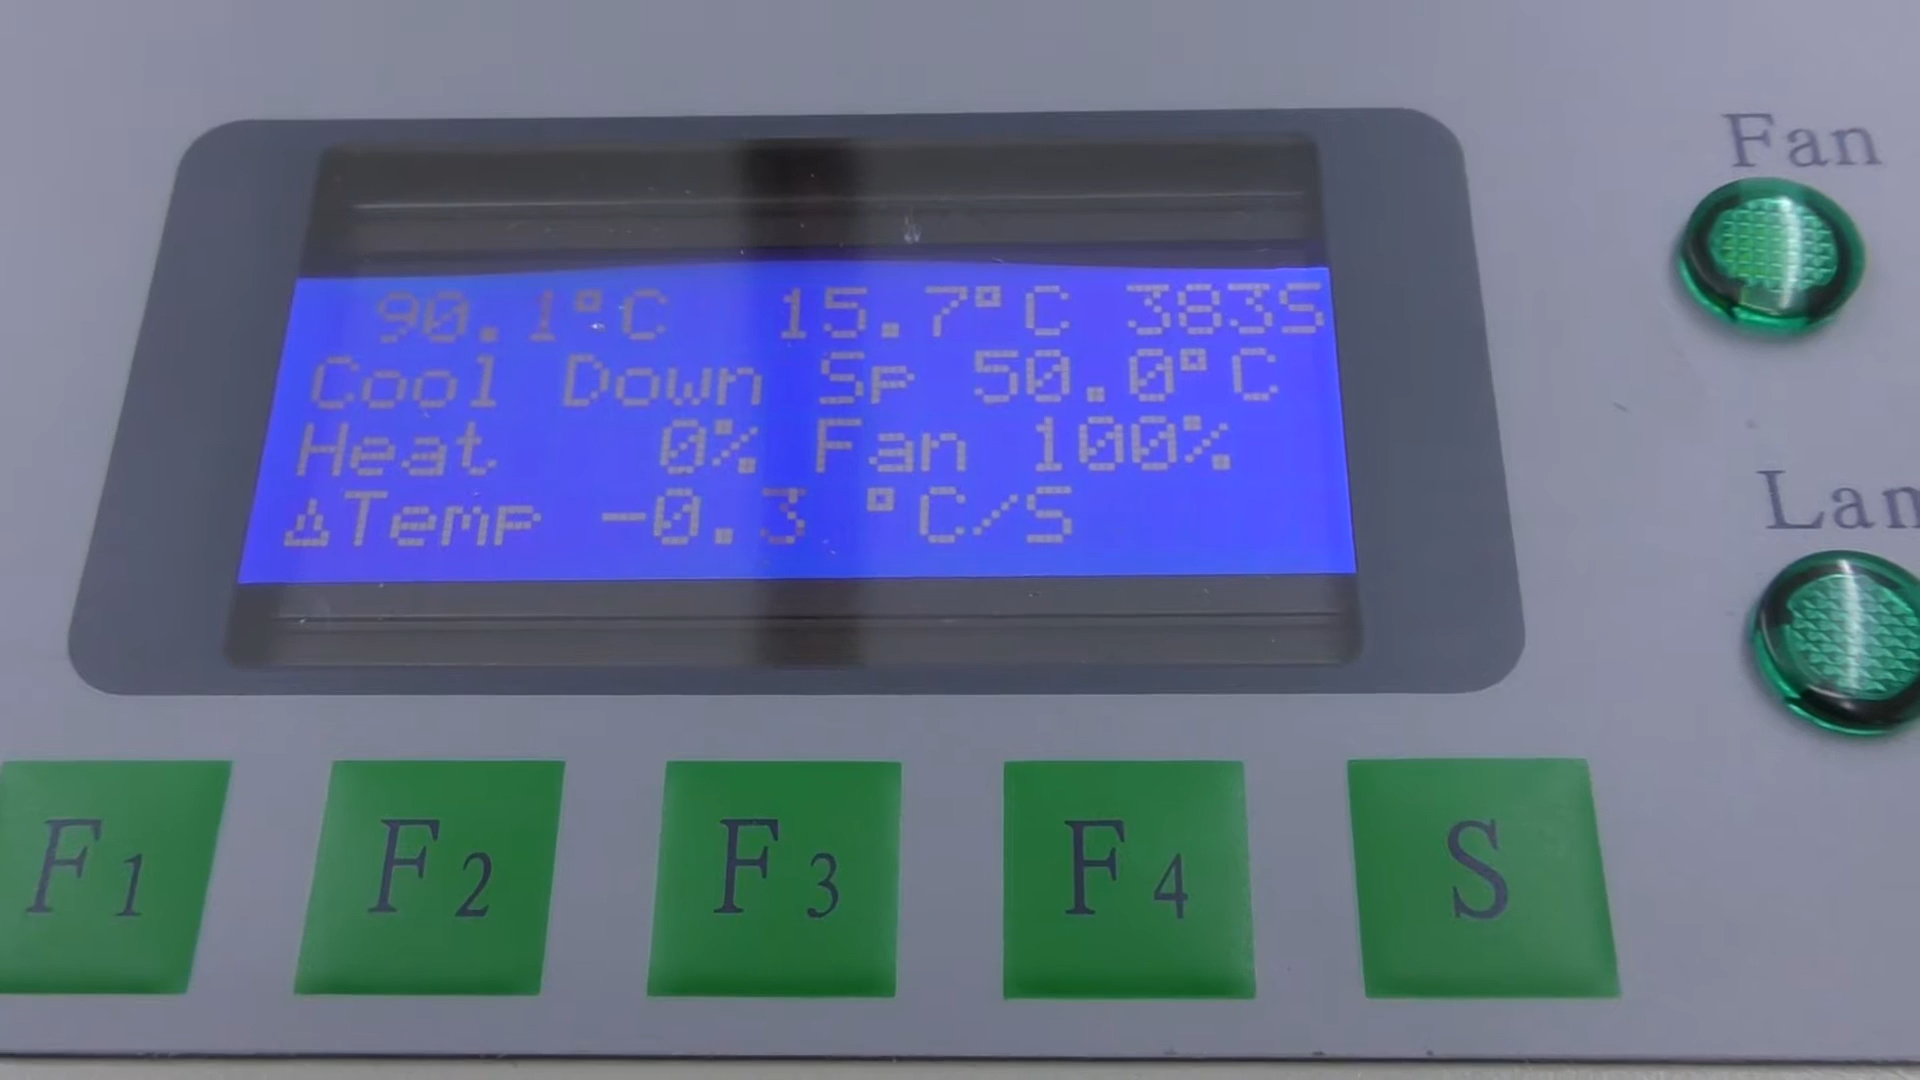 90.1°C 15.7°C 383S
Cool Down Sp 50.0°C
Heat 0% Fan 100%
ΔTemp -0.3 °C/S
Fan
Lam
F1 F2 F3 F4 S